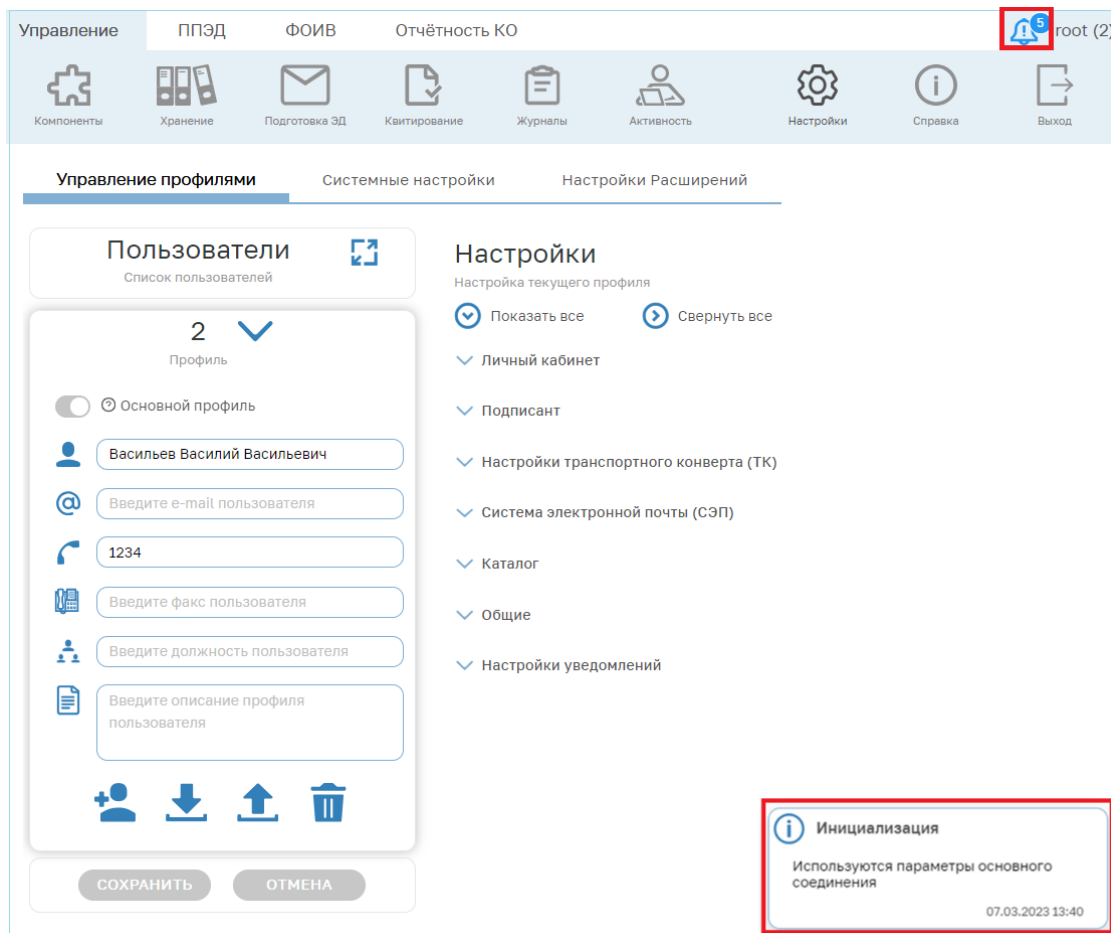 Управление ППЭД ФОИВ Отчётность КО 5 root (2)
Компоненты Хранение Подготовка ЭД Квитирование Журналы Активность Настройки Справка Выход
Управление профилями Системные настройки Настройки Расширений
Пользователи
Список пользователей
2
Профиль
Основной профиль
Васильев Василий Васильевич
Введите e-mail пользователя
1234
Введите факс пользователя
Введите должность пользователя
Введите описание профиля
пользователя
СОХРАНИТЬ ОТМЕНА
Настройки
Настройка текущего профиля
Показать все Свернуть все
Личный кабинет
Подписант
Настройки транспортного конверта (ТК)
Система электронной почты (СЭП)
Каталог
Общие
Настройки уведомлений
Инициализация
Используются параметры основного
соединения
07.03.2023 13:40